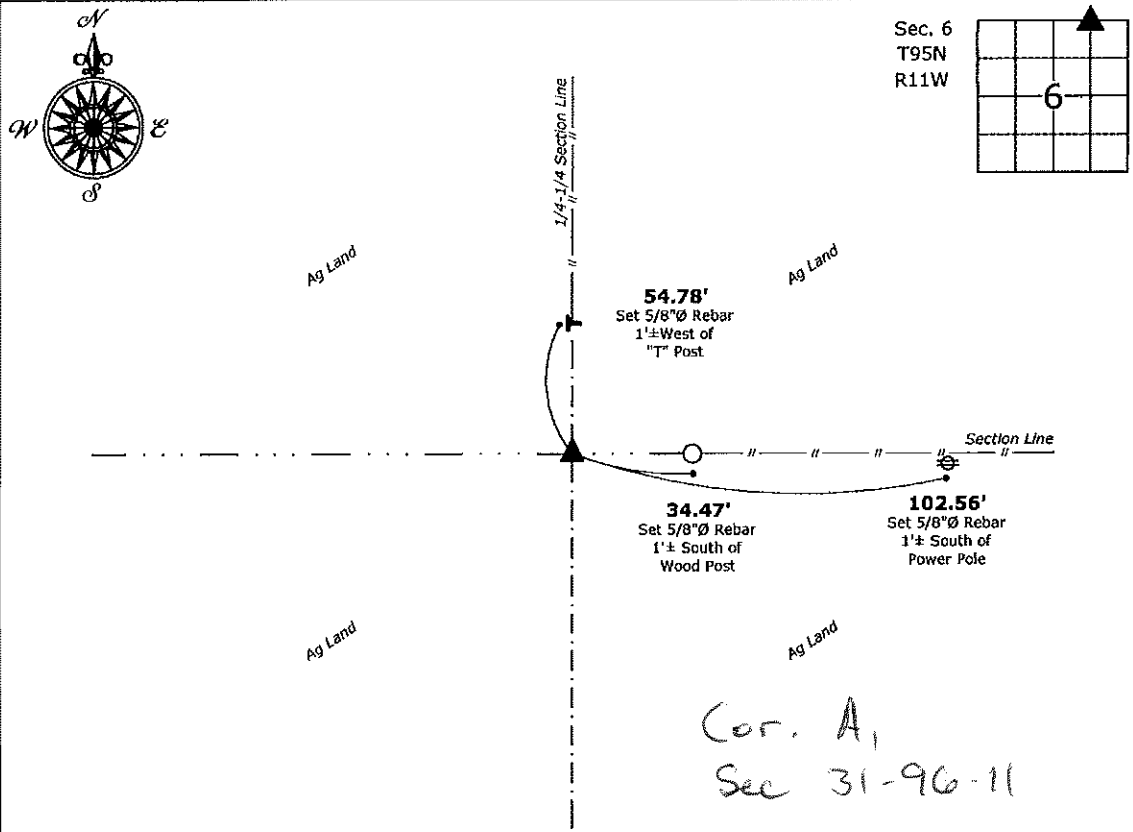 N
W
E
S
Sec. 6
T95N
R11W
6
1/4-1/4 Section Line
Ag Land
Ag Land
54.78'
Set 5/8"Ø Rebar
1'±West of
"T" Post
Section Line
34.47'
Set 5/8"Ø Rebar
1'± South of
Wood Post
102.56'
Set 5/8"Ø Rebar
1'± South of
Power Pole
Ag Land
Ag Land
Cor. A,
Sec 31-96-11